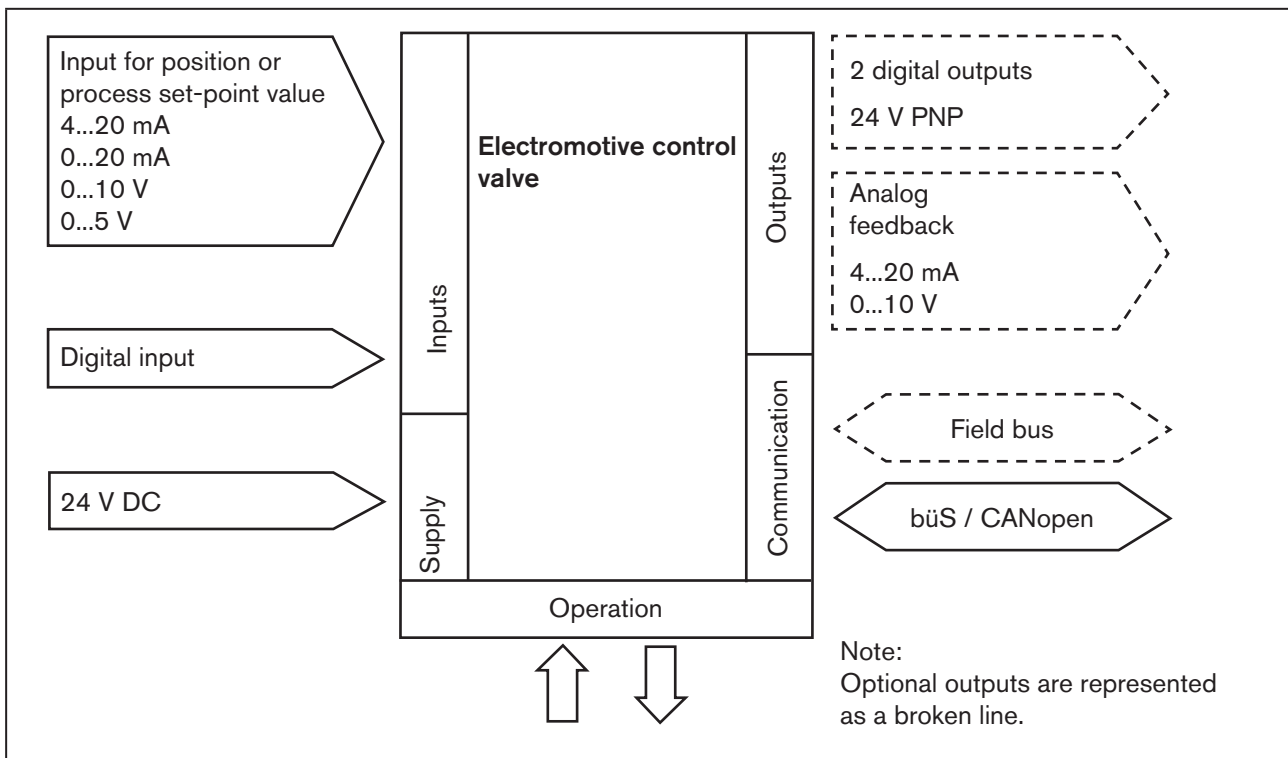 Input for position or
process set-point value
4...20 mA
0...20 mA
0...10 V
0...5 V
Digital input
24 V DC
Inputs
Supply
Electromotive control
valve
Operation
Outputs
Communication
2 digital outputs
24 V PNP
Analog
feedback
4...20 mA
0...10 V
Field bus
büS / CANopen
Note:
Optional outputs are represented
as a broken line.